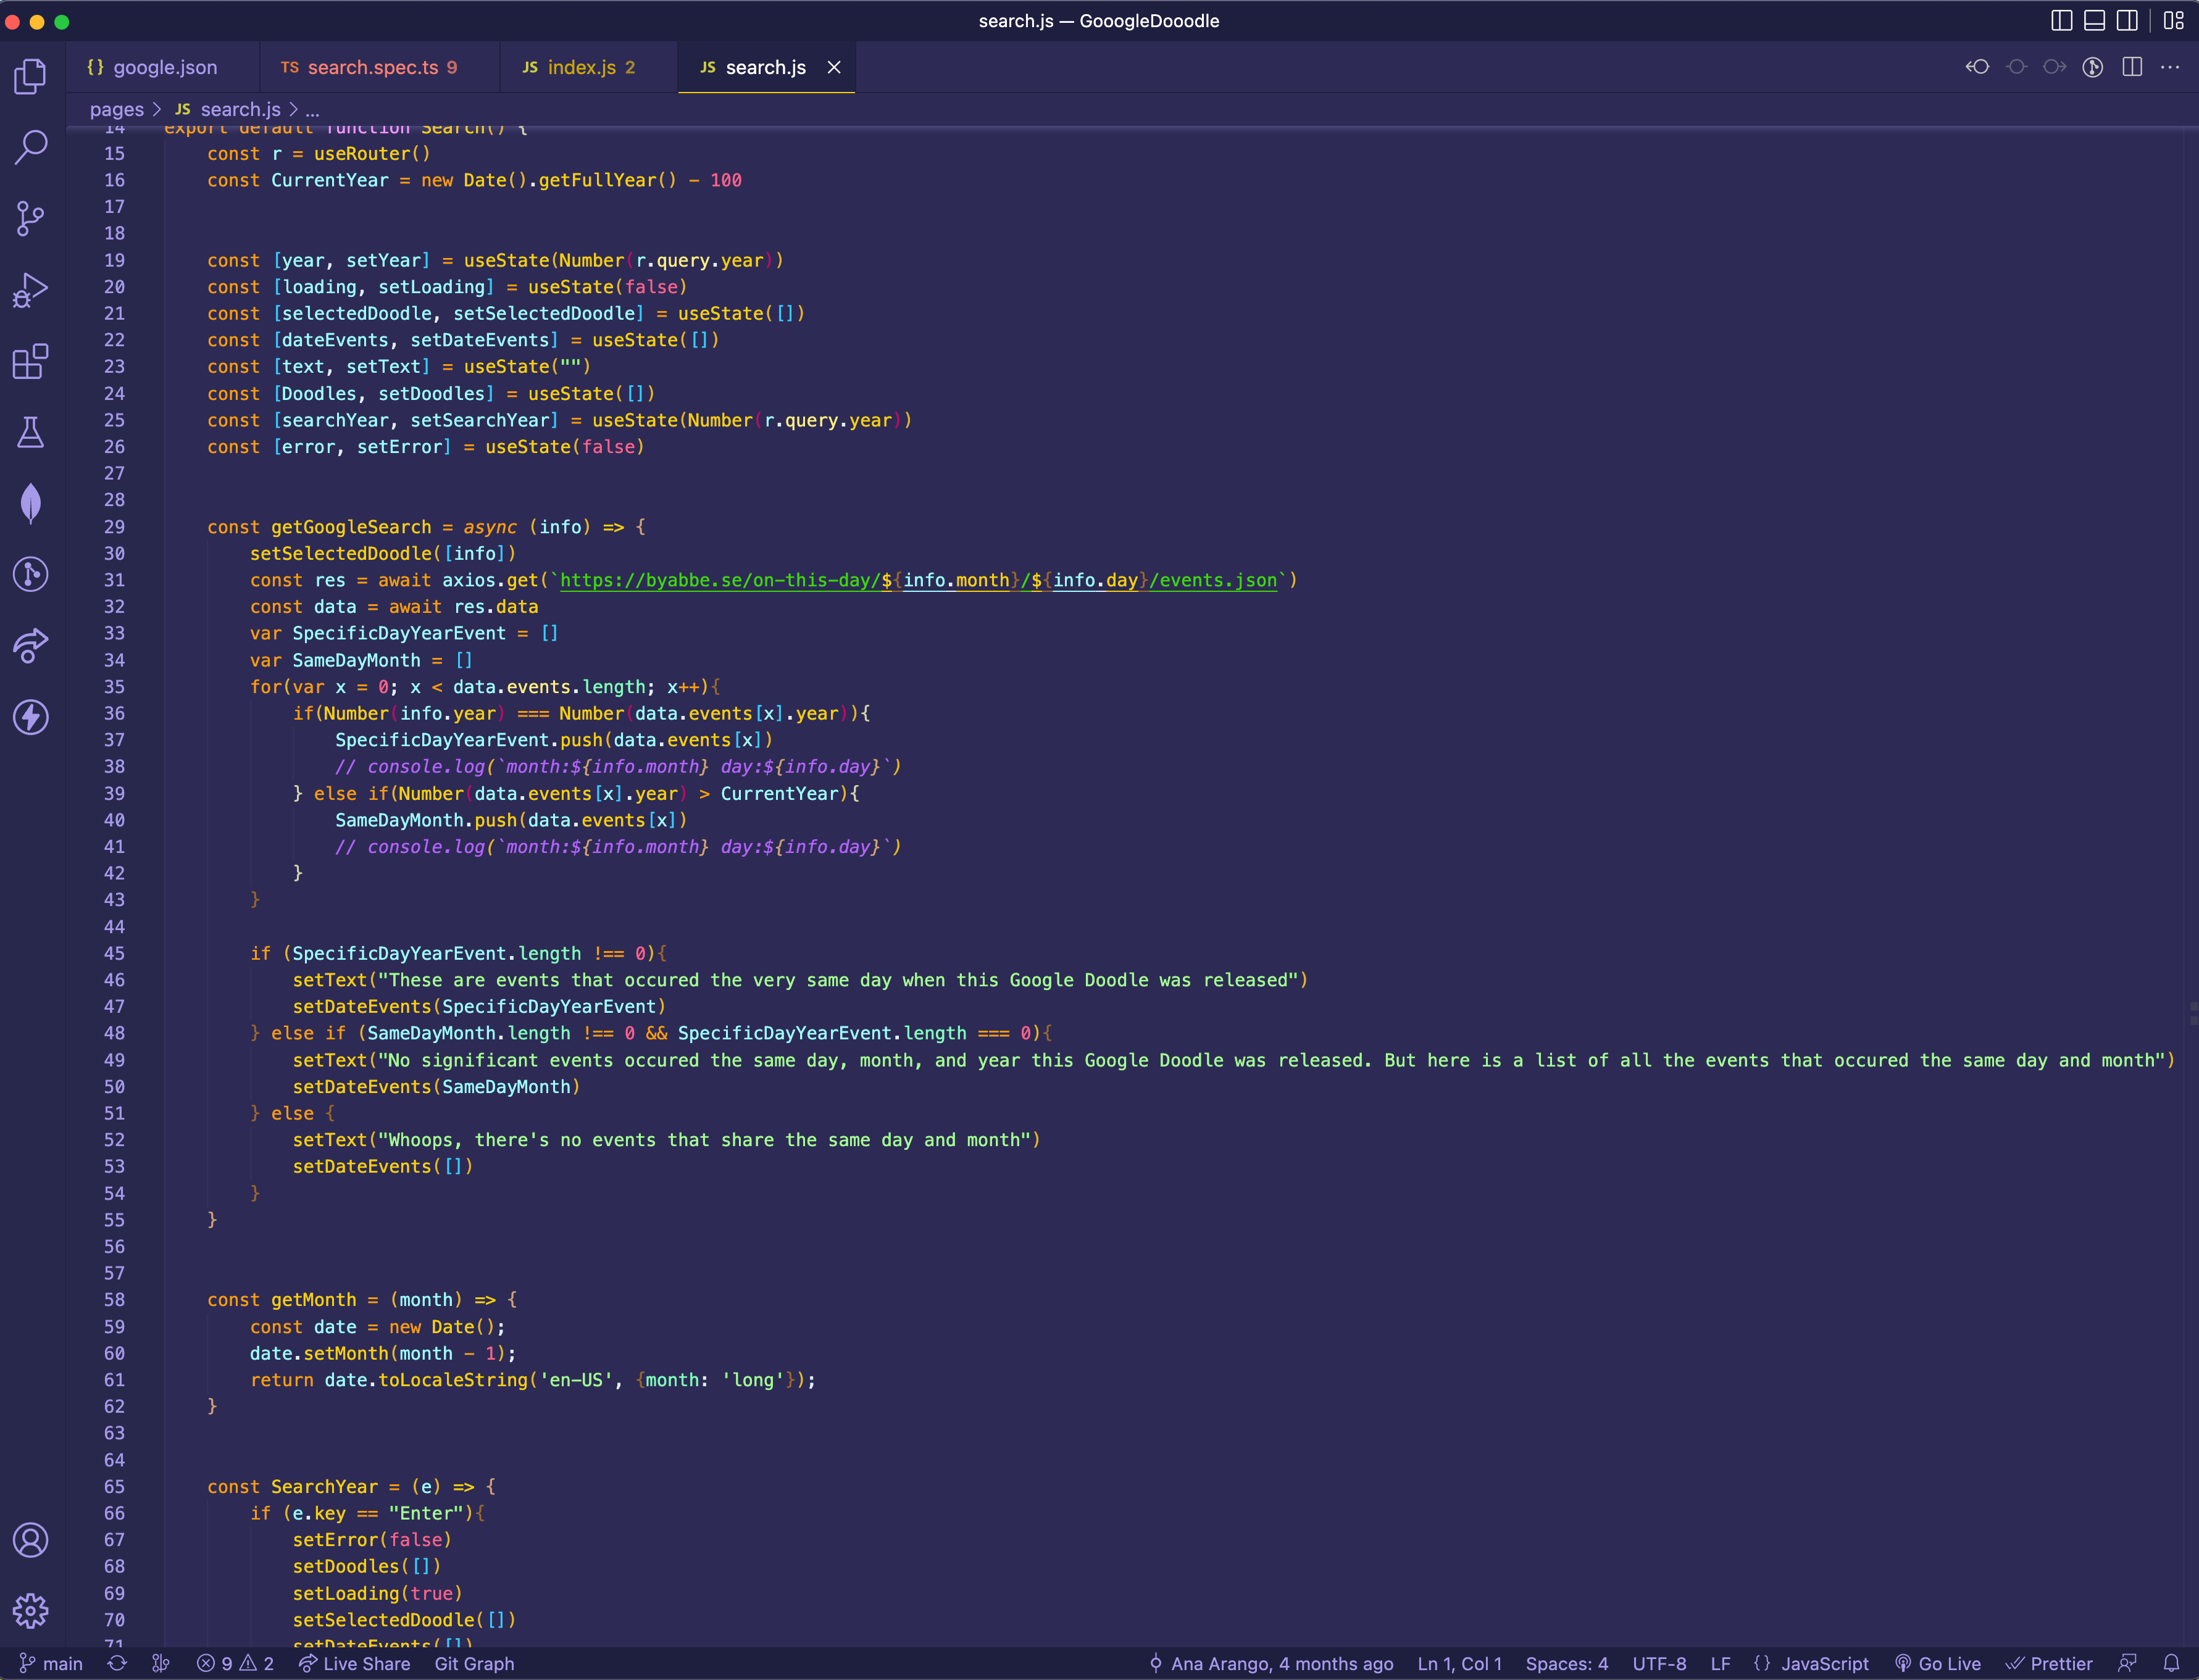 search.js — GooogleDooodle
{} google.json
TS search.spec.ts 9
JS index.js 2
JS search.js
pages > JS search.js > ...
14 export default function Search() {
15 const r = useRouter()
16 const CurrentYear = new Date().getFullYear() - 100
17
18
19 const [year, setYear] = useState(Number(r.query.year))
20 const [loading, setLoading] = useState(false)
21 const [selectedDoodle, setSelectedDoodle] = useState([])
22 const [dateEvents, setDateEvents] = useState([])
23 const [text, setText] = useState("")
24 const [Doodles, setDoodles] = useState([])
25 const [searchYear, setSearchYear] = useState(Number(r.query.year))
26 const [error, setError] = useState(false)
27
28
29 const getGoogleSearch = async (info) => {
30 setSelectedDoodle([info])
31 const res = await axios.get(`https://byabbe.se/on-this-day/${info.month}/${info.day}/events.json`)
32 const data = await res.data
33 var SpecificDayYearEvent = []
34 var SameDayMonth = []
35 for(var x = 0; x < data.events.length; x++){
36 if(Number(info.year) === Number(data.events[x].year)){
37 SpecificDayYearEvent.push(data.events[x])
38 // console.log(`month:${info.month} day:${info.day}`)
39 } else if(Number(data.events[x].year) > CurrentYear){
40 SameDayMonth.push(data.events[x])
41 // console.log(`month:${info.month} day:${info.day}`)
42 }
43 }
44
45 if (SpecificDayYearEvent.length !== 0){
46 setText("These are events that occured the very same day when this Google Doodle was released")
47 setDateEvents(SpecificDayYearEvent)
48 } else if (SameDayMonth.length !== 0 && SpecificDayYearEvent.length === 0){
49 setText("No significant events occured the same day, month, and year this Google Doodle was released. But here is a list of all the events that occured the same day and month")
50 setDateEvents(SameDayMonth)
51 } else {
52 setText("Whoops, there's no events that share the same day and month")
53 setDateEvents([])
54 }
55 }
56
57
58 const getMonth = (month) => {
59 const date = new Date();
60 date.setMonth(month - 1);
61 return date.toLocaleString('en-US', {month: 'long'});
62 }
63
64
65 const SearchYear = (e) => {
66 if (e.key == "Enter"){
67 setError(false)
68 setDoodles([])
69 setLoading(true)
70 setSelectedDoodle([])
71 setDateEvents([])
main 9 2 Live Share Git Graph Ana Arango, 4 months ago Ln 1, Col 1 Spaces: 4 UTF-8 LF {} JavaScript Go Live Prettier